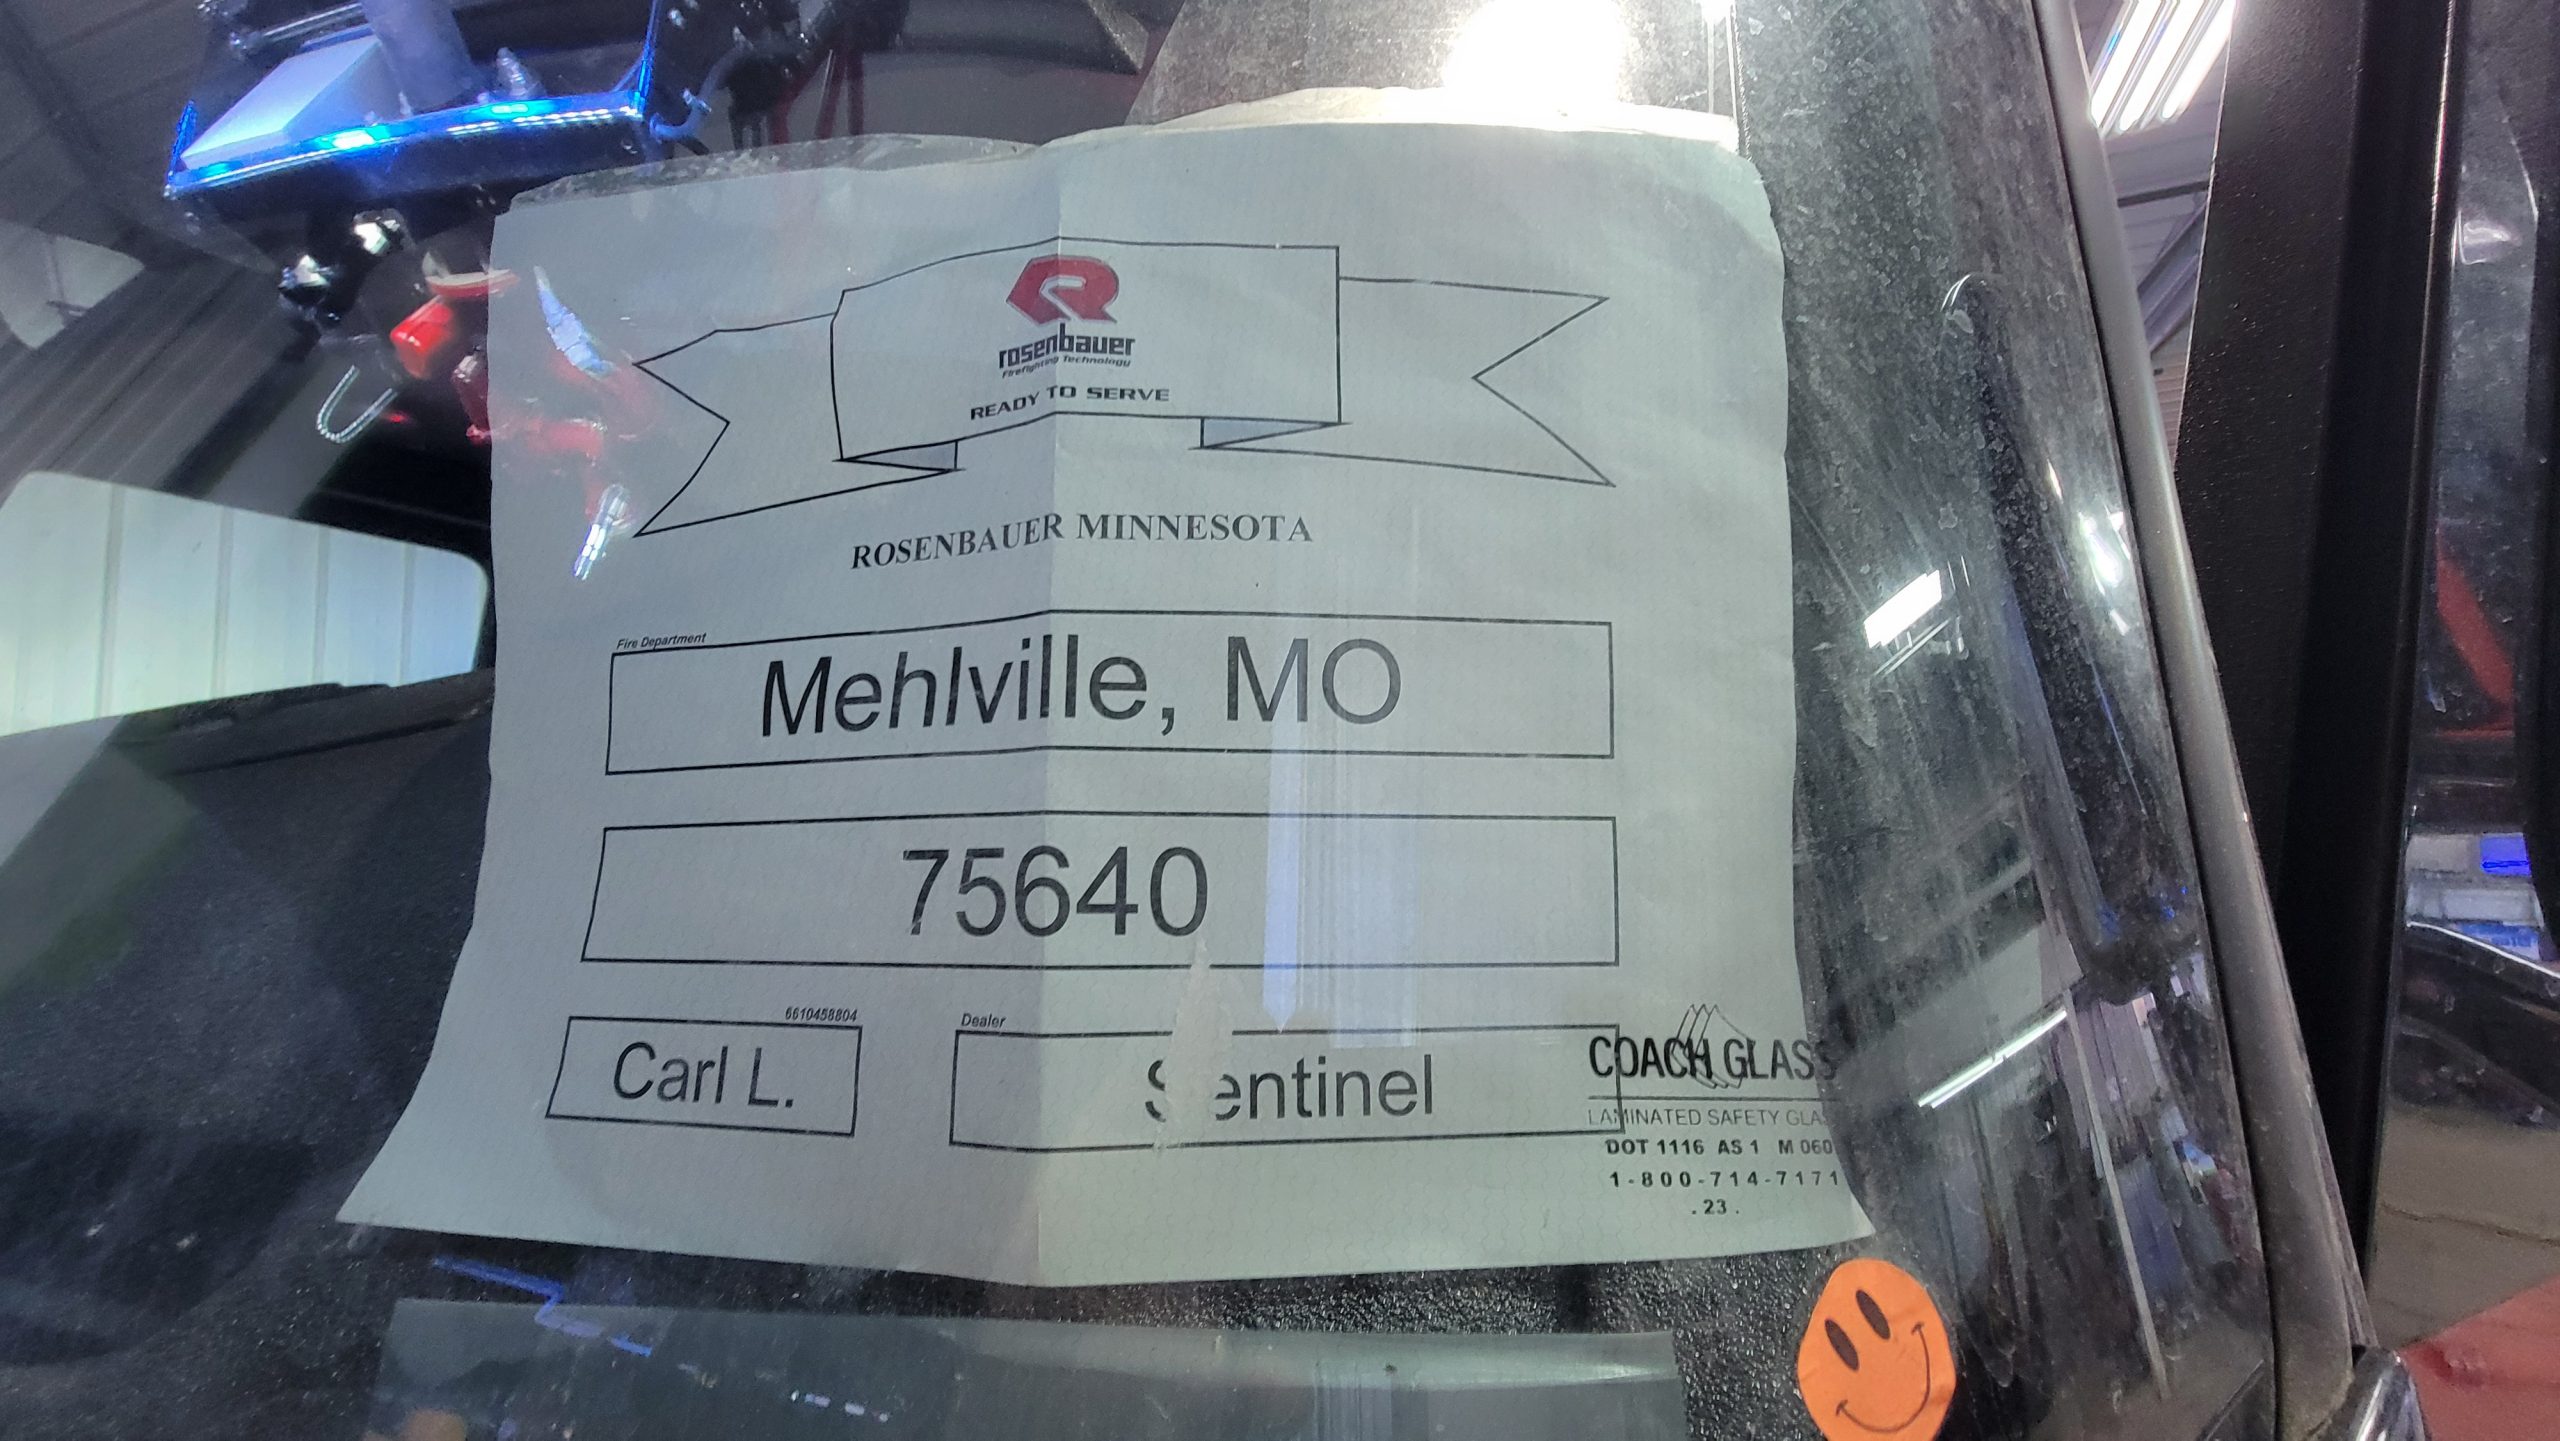 rosenbauer
Firefighting Technology
READY TO SERVE
ROSENBAUER MINNESOTA
Fire Department
Mehlville, MO
75640
6610458804
Carl L.
Dealer
Sentinel
COACH GLASS
LAMINATED SAFETY GLASS
DOT 1116 AS 1 M 060
1-800-714-7171
.23.